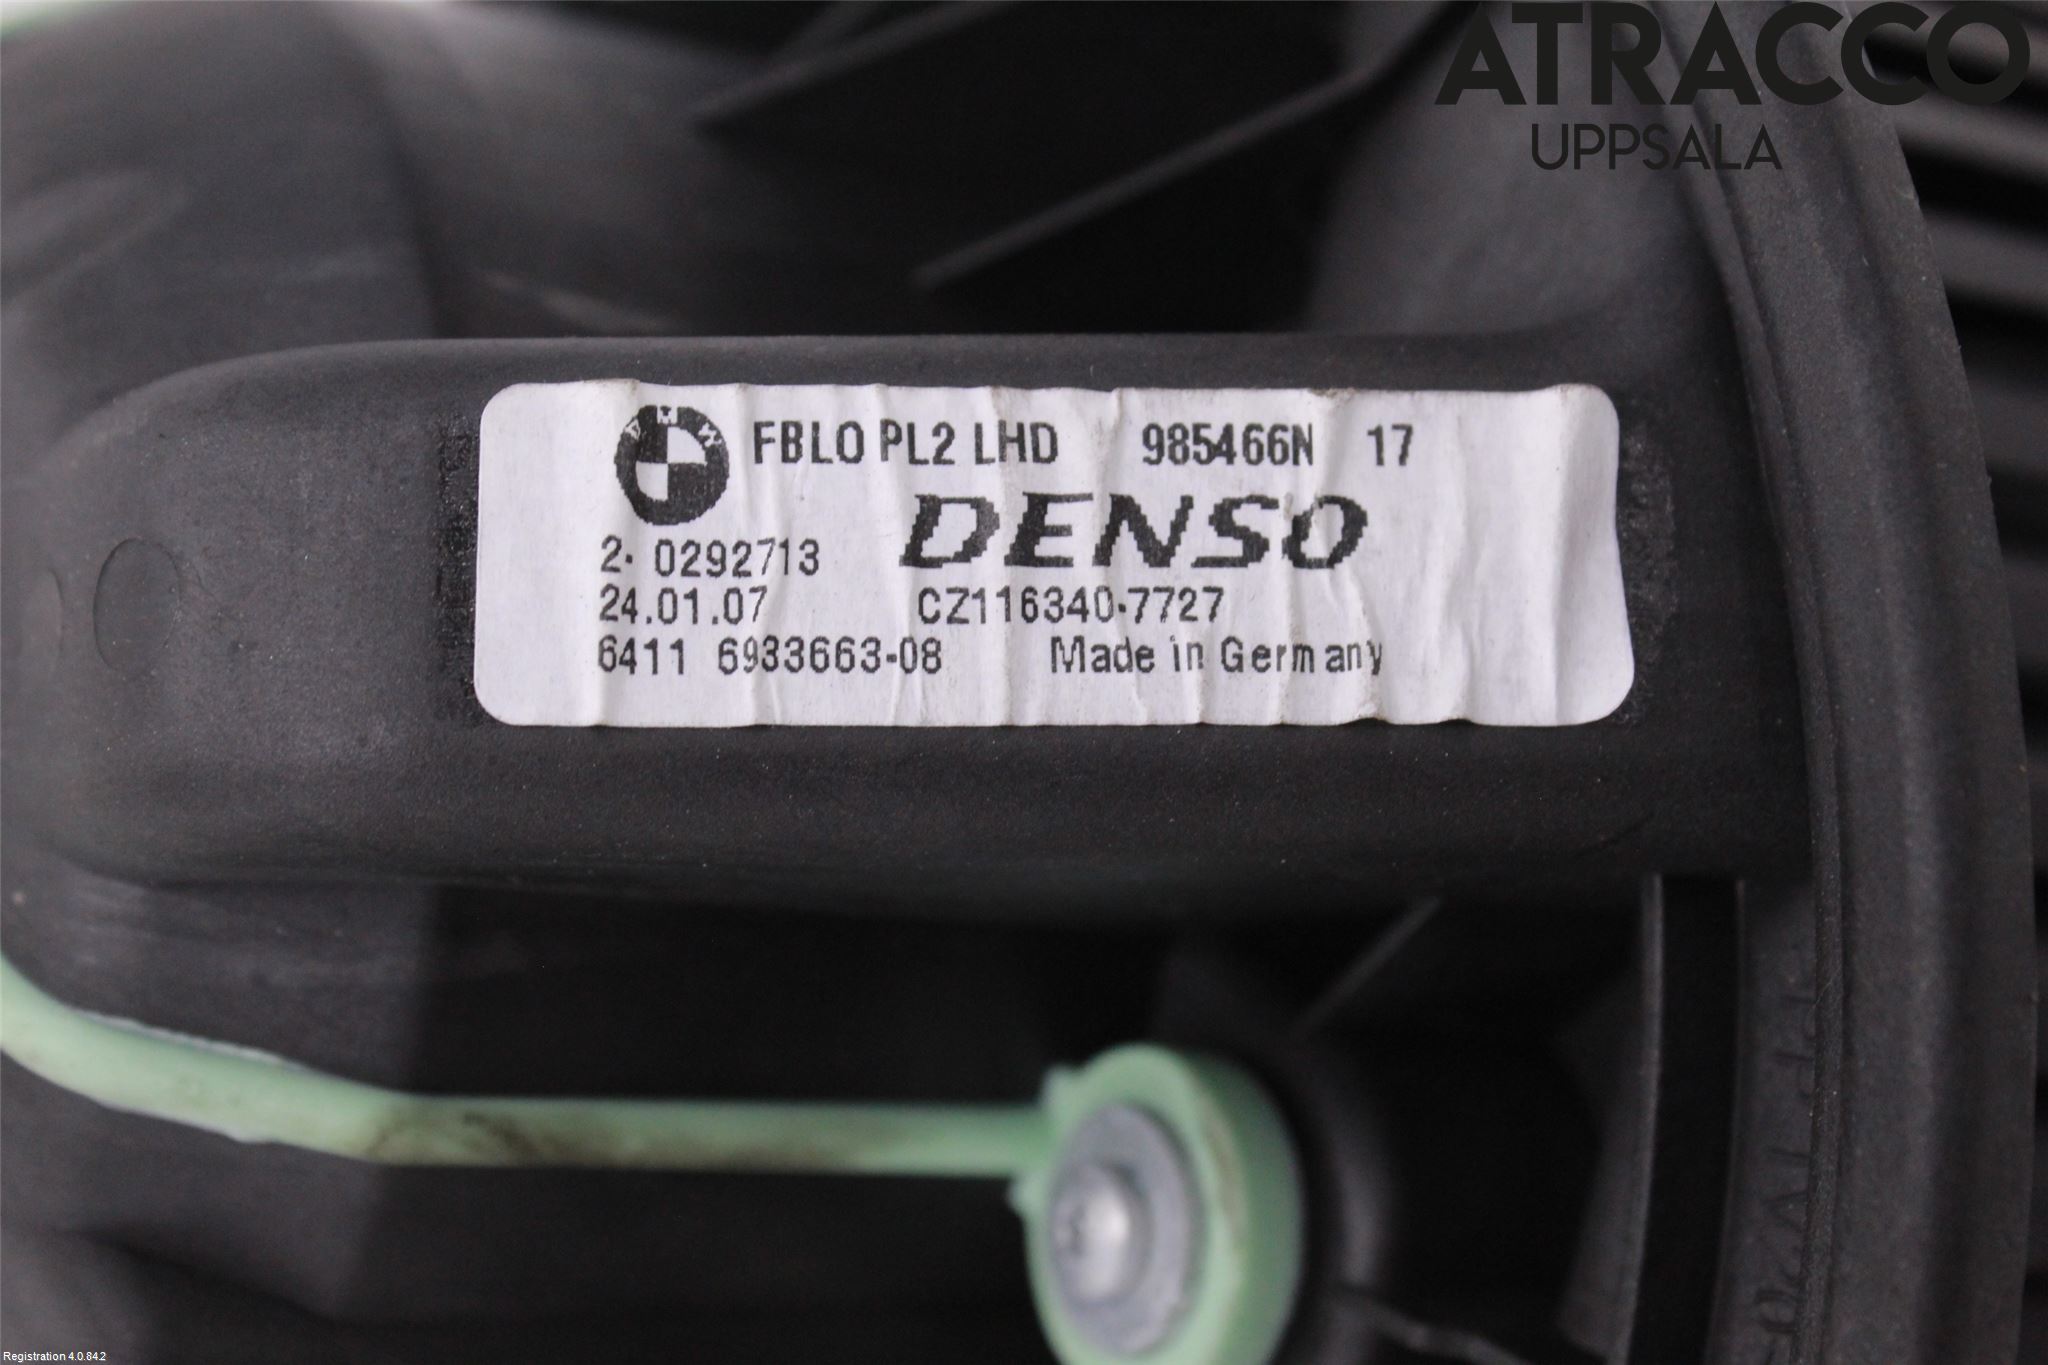 ATRACCO
UPPSALA
BMW
FBLO PL2 LHD 985466N 17
DENSO
2. 0292713
24.01.07 CZ116340-7727
6411 6933663-08 Made in Germany
Registration 4.0.84.2